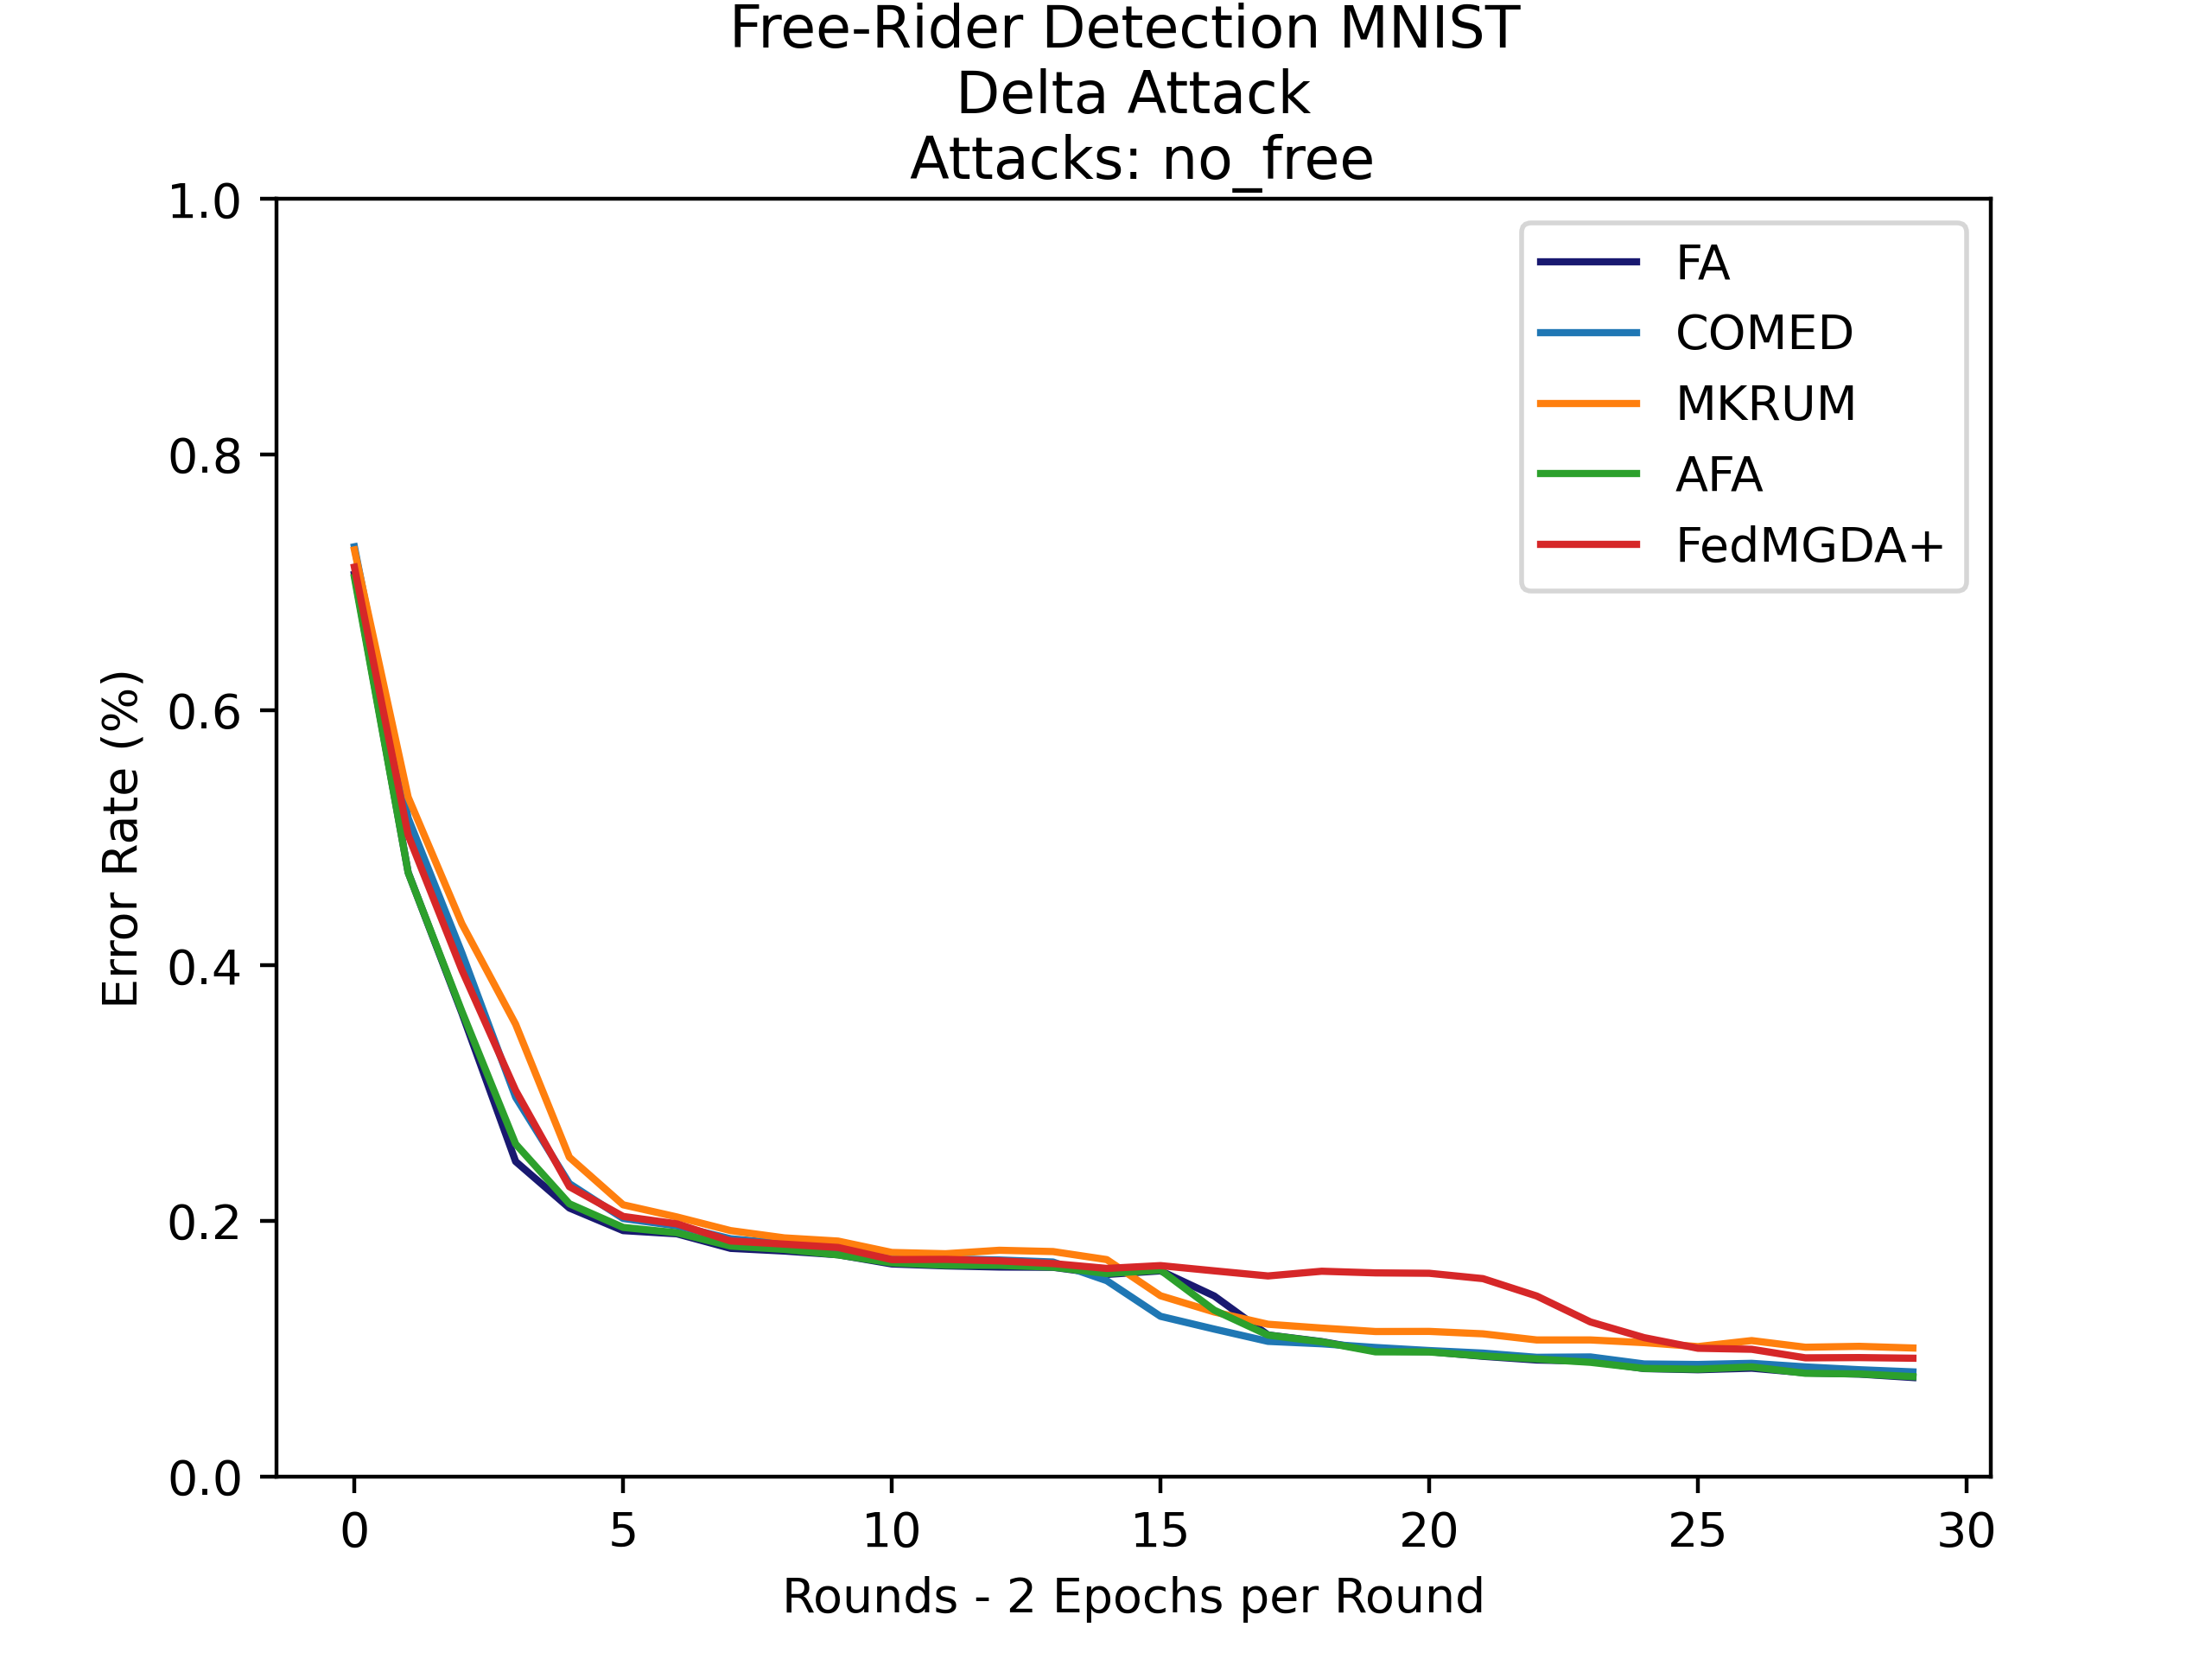 Free-Rider Detection MNIST
Delta Attack
Attacks: no_free
1.0
0.8
0.6
0.4
0.2
0.0
Error Rate (%)
FA
COMED
MKRUM
AFA
FedMGDA+
0 5 10 15 20 25 30
Rounds - 2 Epochs per Round